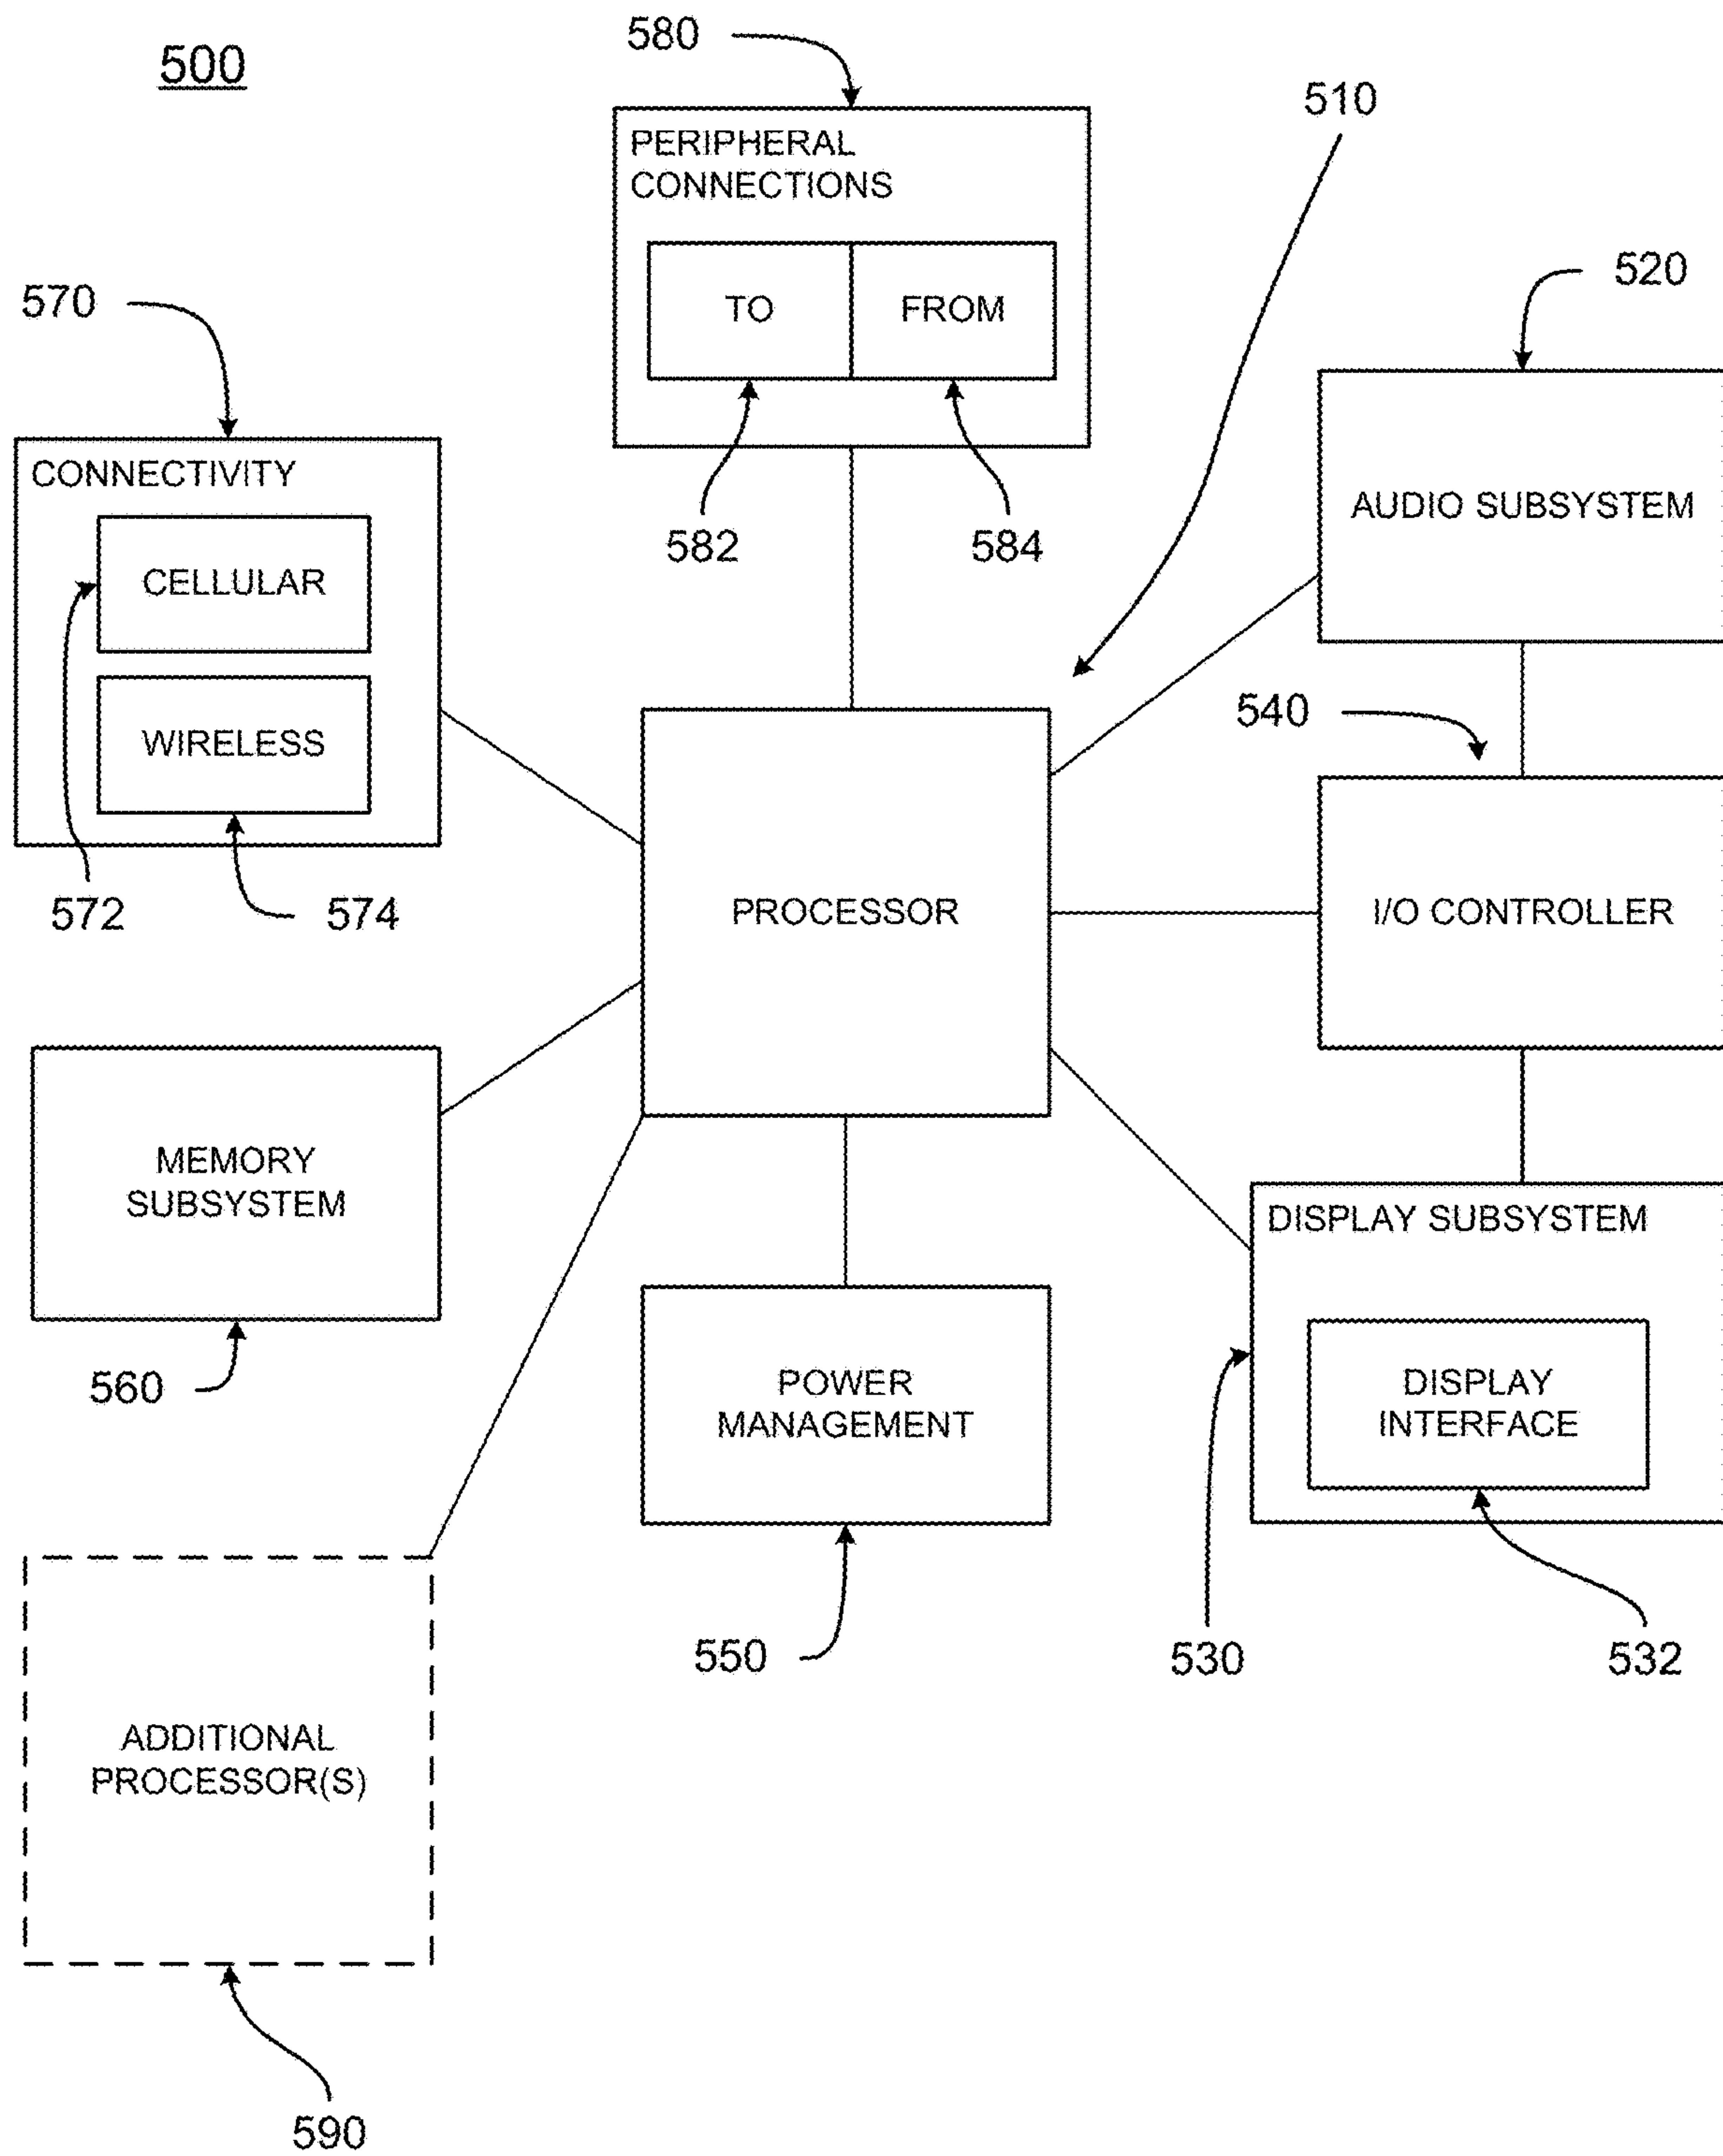 500
580
510
PERIPHERAL
CONNECTIONS
TO
FROM
582
584
570
CONNECTIVITY
CELLULAR
WIRELESS
572
574
520
AUDIO SUBSYSTEM
540
PROCESSOR
I/O CONTROLLER
MEMORY
SUBSYSTEM
560
POWER
MANAGEMENT
550
DISPLAY SUBSYSTEM
DISPLAY
INTERFACE
530
532
ADDITIONAL
PROCESSOR(S)
590